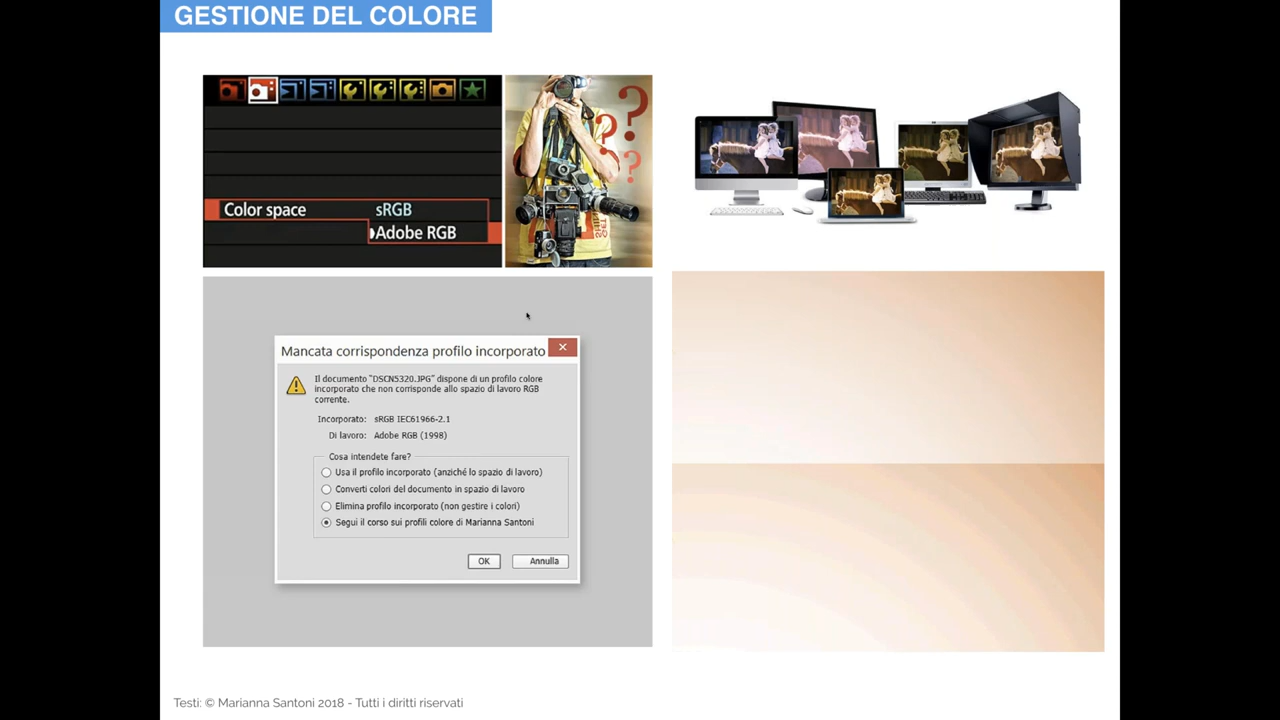 GESTIONE DEL COLORE
Color space
sRGB
Adobe RGB
? ? ?
Mancata corrispondenza profilo incorporato
Il documento "DSCN5320.JPG" dispone di un profilo colore
incorporato che non corrisponde allo spazio di lavoro RGB
corrente.
Incorporato: sRGB IEC61966-2.1
Di lavoro: Adobe RGB (1998)
Cosa intendete fare?
Usa il profilo incorporato (anziché lo spazio di lavoro)
Converti colori del documento in spazio di lavoro
Elimina profilo incorporato (non gestire i colori)
Segui il corso sui profili colore di Marianna Santoni
OK
Annulla
Testi: © Marianna Santoni 2018 - Tutti i diritti riservati